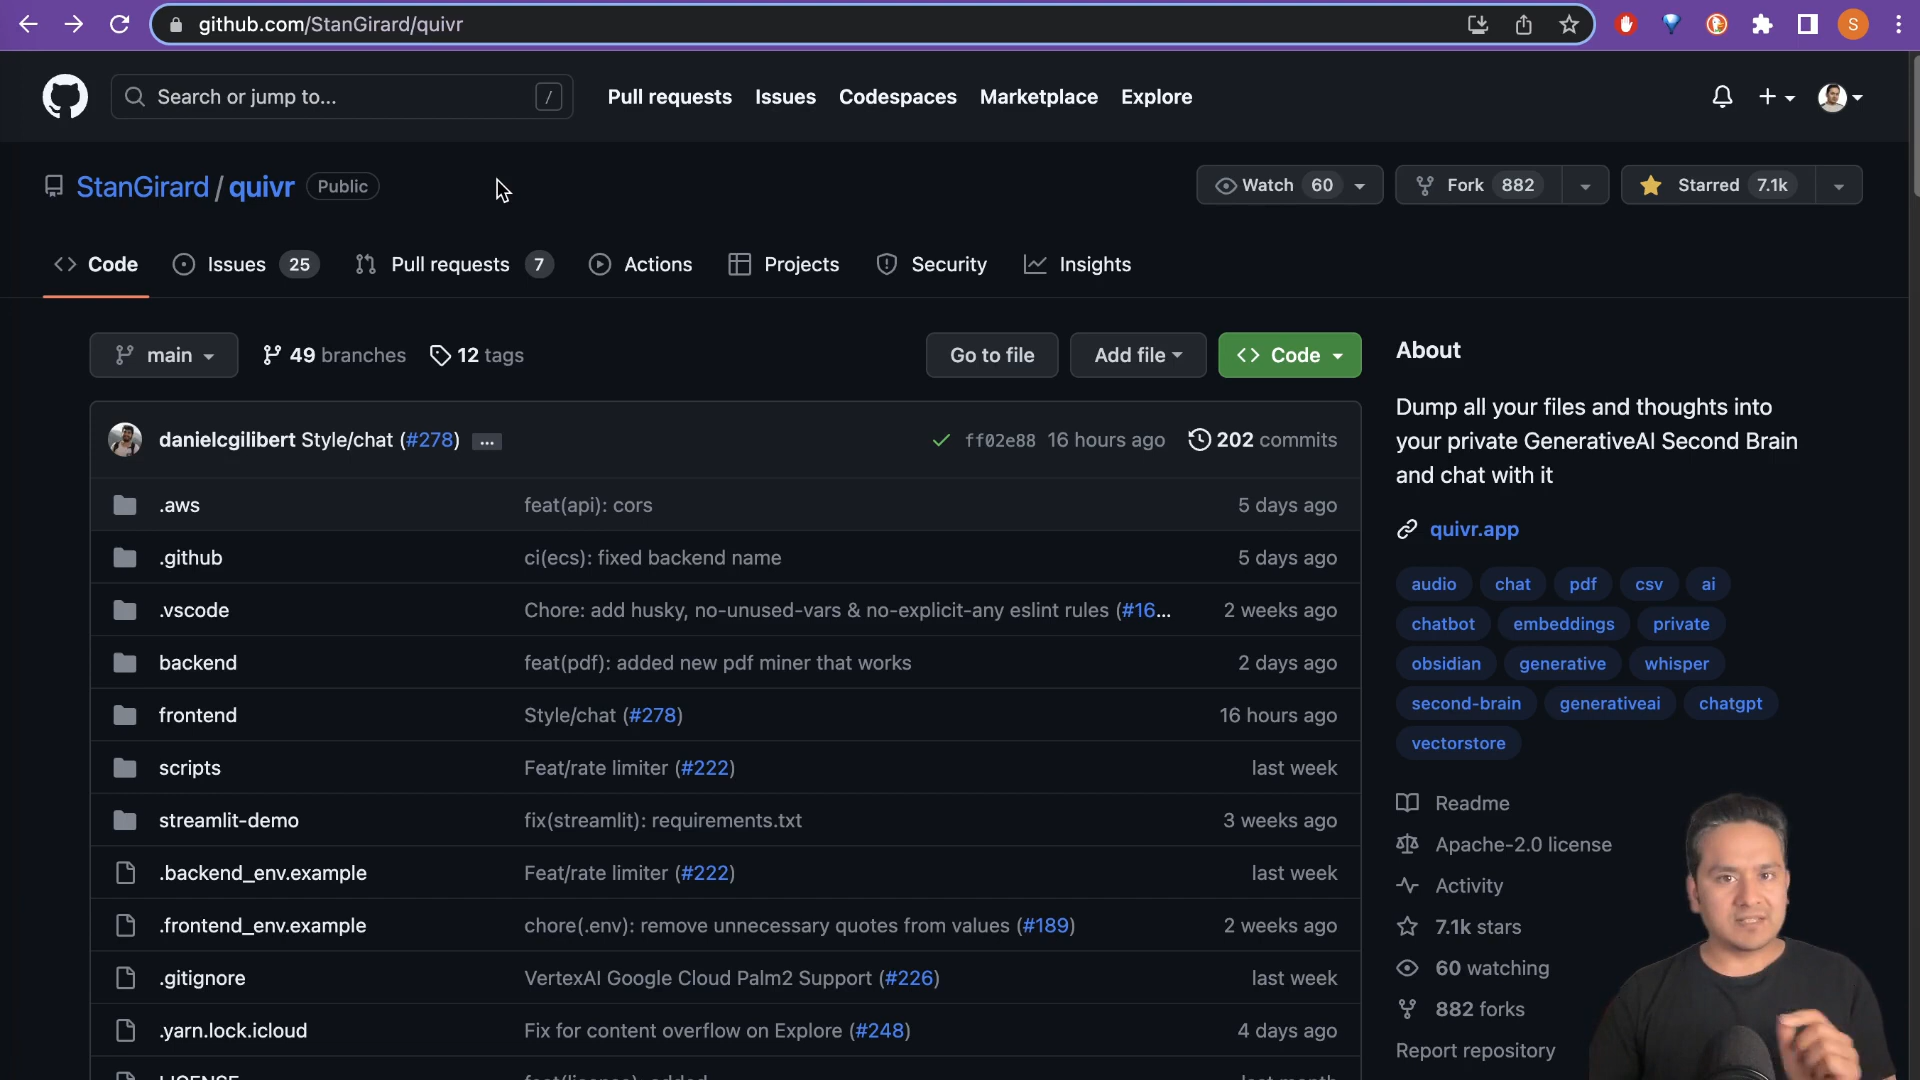 github.com/StanGirard/quivr
S
Search or jump to...
/
Pull requests Issues Codespaces Marketplace Explore
StanGirard / quivr Public
Watch 60
Fork 882
Starred 7.1k
Code
Issues 25
Pull requests 7
Actions
Projects
Security
Insights
main
49 branches
12 tags
Go to file
Add file
Code
danielcgilibert Style/chat (#278) ...
ff02e88 16 hours ago
202 commits
.aws feat(api): cors 5 days ago
.github ci(ecs): fixed backend name 5 days ago
.vscode Chore: add husky, no-unused-vars & no-explicit-any eslint rules (#16... 2 weeks ago
backend feat(pdf): added new pdf miner that works 2 days ago
frontend Style/chat (#278) 16 hours ago
scripts Feat/rate limiter (#222) last week
streamlit-demo fix(streamlit): requirements.txt 3 weeks ago
.backend_env.example Feat/rate limiter (#222) last week
.frontend_env.example chore(.env): remove unnecessary quotes from values (#189) 2 weeks ago
.gitignore VertexAI Google Cloud Palm2 Support (#226) last week
.yarn.lock.icloud Fix for content overflow on Explore (#248) 4 days ago
About
Dump all your files and thoughts into
your private GenerativeAI Second Brain
and chat with it
quivr.app
audio chat pdf csv ai
chatbot embeddings private
obsidian generative whisper
second-brain generativeai chatgpt
vectorstore
Readme
Apache-2.0 license
Activity
7.1k stars
60 watching
882 forks
Report repository